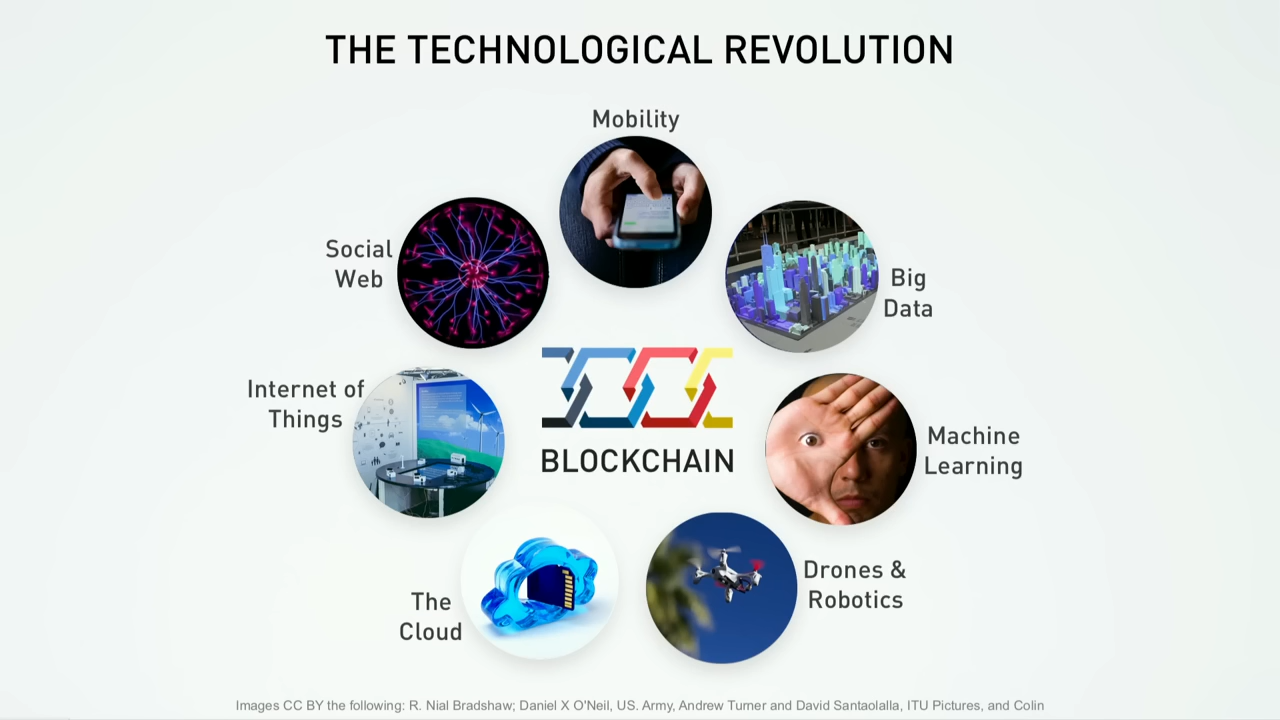 THE TECHNOLOGICAL REVOLUTION
Mobility
Social
Web
Big
Data
Internet of
Things
BLOCKCHAIN
Machine
Learning
Drones &
Robotics
The
Cloud
Images CC BY the following: R. Nial Bradshaw; Daniel X O'Neil, US. Army, Andrew Turner and David Santaolalla, ITU Pictures, and Colin